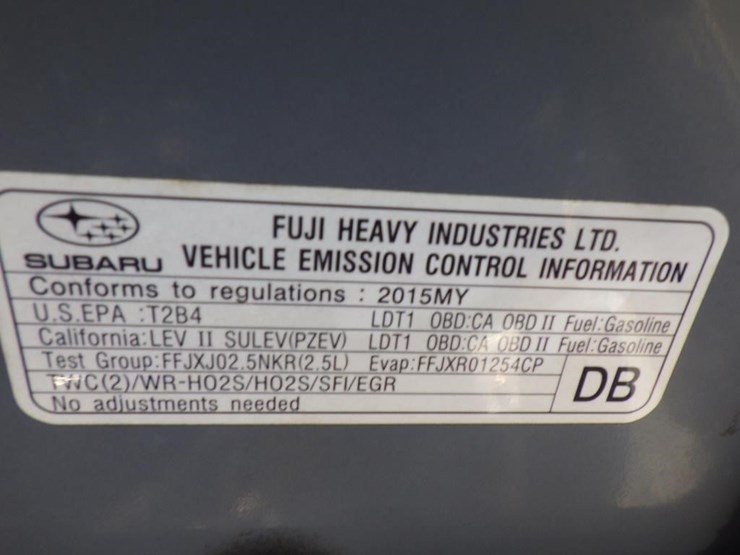 FUJI HEAVY INDUSTRIES LTD.
SUBARU VEHICLE EMISSION CONTROL INFORMATION
Conforms to regulations : 2015MY
U.S.EPA :T2B4 LDT1 OBD:CA OBD II Fuel:Gasoline
California:LEV II SULEV(PZEV) LDT1 OBD:CA OBD II Fuel:Gasoline
Test Group:FFJXJ02.5NKR(2.5L) Evap:FFJXR01254CP
TWC(2)/WR-HO2S/HO2S/SFI/EGR
No adjustments needed
DB